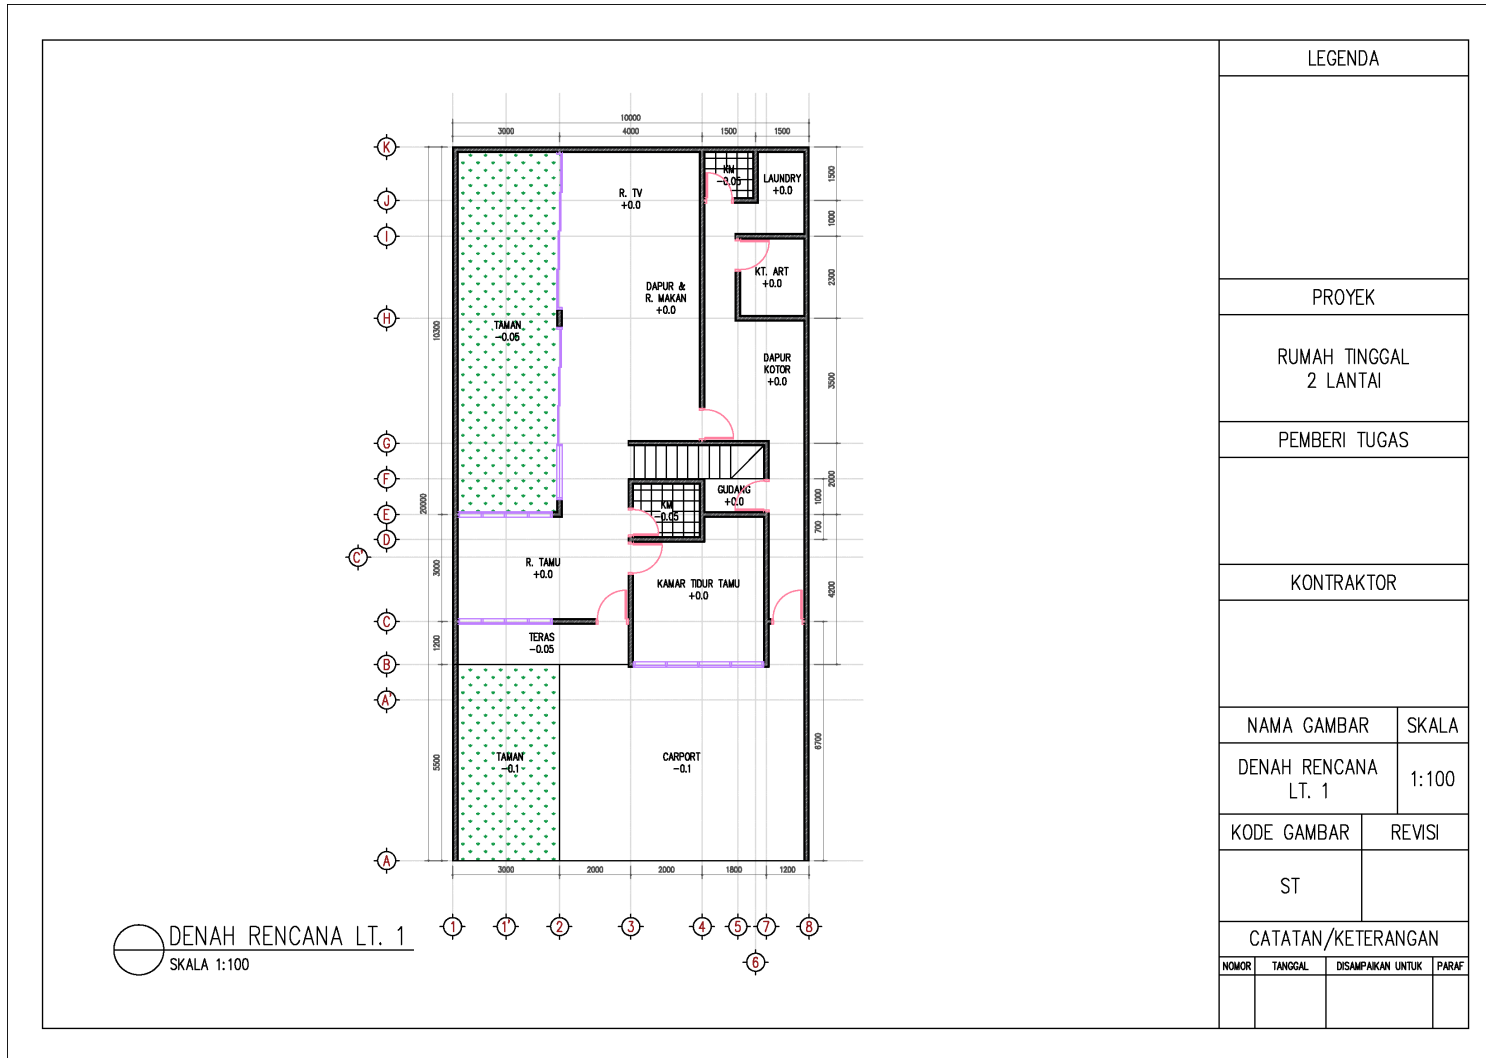 10000
3000
4000
1500
1500
K
J
I
H
G
F
E
D
C'
C
B
A'
A
10300
20000
3000
1200
5500
1500
1000
2300
3500
2000
1000
700
4200
6700
KM
-0.05
LAUNDRY
+0.0
R. TV
+0.0
KT. ART
+0.0
DAPUR &
R. MAKAN
+0.0
TAMAN
-0.05
DAPUR
KOTOR
+0.0
GUDANG
+0.0
KM
-0.05
R. TAMU
+0.0
KAMAR TIDUR TAMU
+0.0
TERAS
-0.05
TAMAN
-0.1
CARPORT
-0.1
3000
2000
2000
1800
1200
1
1'
2
3
4
5
7
8
6
DENAH RENCANA LT. 1
SKALA 1:100
LEGENDA
PROYEK
RUMAH TINGGAL
2 LANTAI
PEMBERI TUGAS
KONTRAKTOR
NAMA GAMBAR
SKALA
DENAH RENCANA
LT. 1
1:100
KODE GAMBAR
REVISI
ST
CATATAN/KETERANGAN
NOMOR
TANGGAL
DISAMPAIKAN UNTUK
PARAF